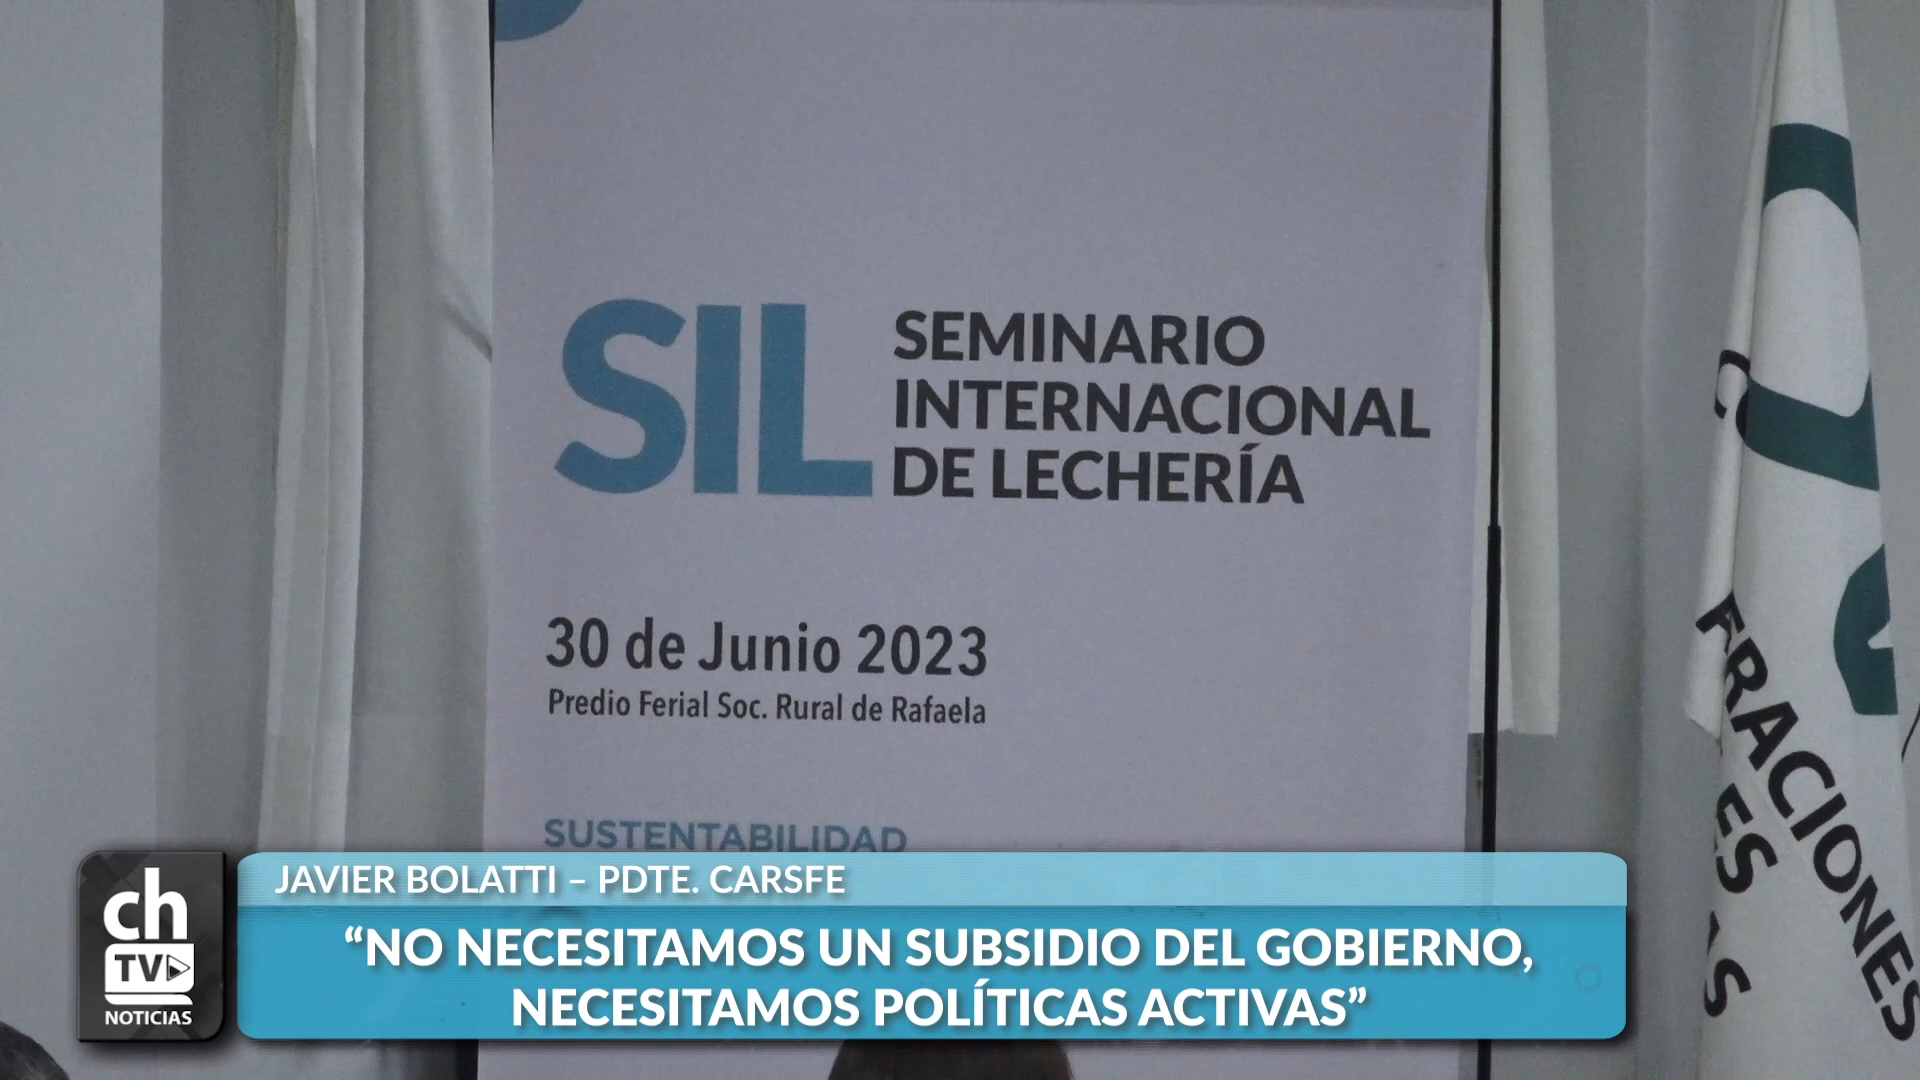 SIL
SEMINARIO
INTERNACIONAL
DE LECHERÍA
30 de Junio 2023
Predio Ferial Soc. Rural de Rafaela
SUSTENTABILIDAD
JAVIER BOLATTI – PDTE. CARSFE
“NO NECESITAMOS UN SUBSIDIO DEL GOBIERNO,
NECESITAMOS POLÍTICAS ACTIVAS”
ch
TV
NOTICIAS